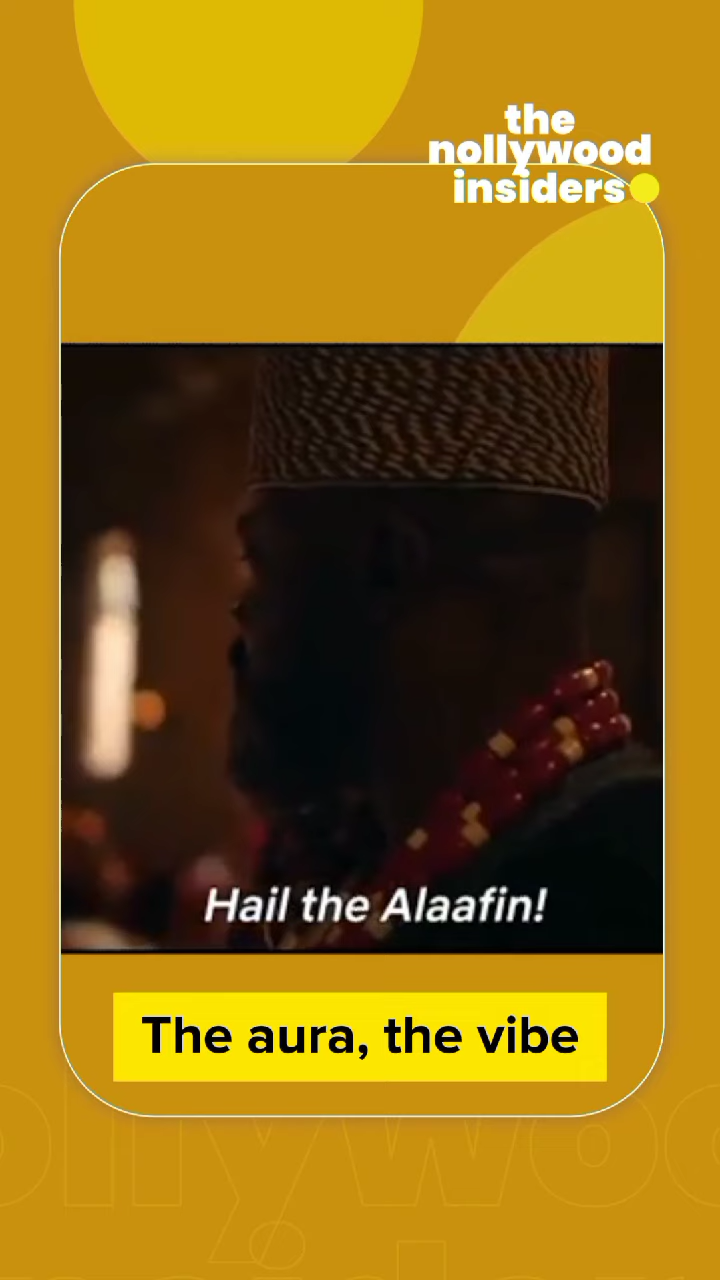 the
nollywood
insiders
Hail the Alaafin!
The aura, the vibe